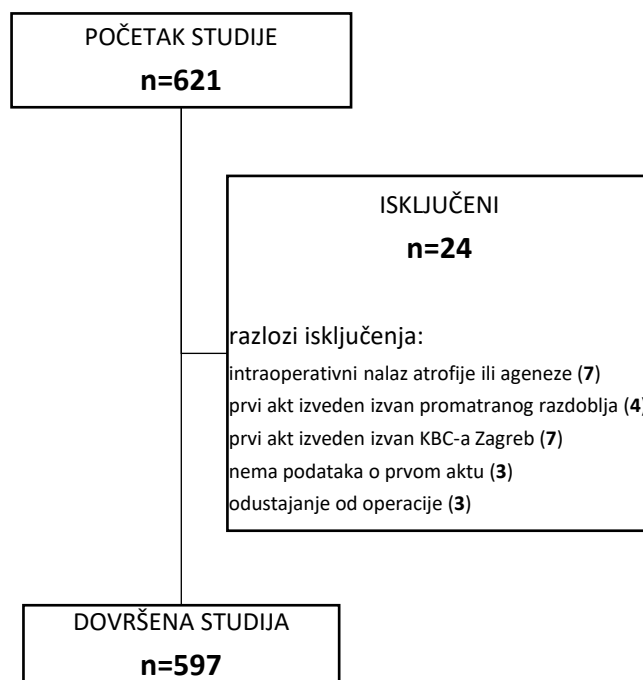 POČETAK STUDIJE
n=621
ISKLJUČENI
n=24
razlozi isključenja:
intraoperativni nalaz atrofije ili ageneze (7)
prvi akt izveden izvan promatranog razdoblja (4)
prvi akt izveden izvan KBC-a Zagreb (7)
nema podataka o prvom aktu (3)
odustajanje od operacije (3)
DOVRŠENA STUDIJA
n=597